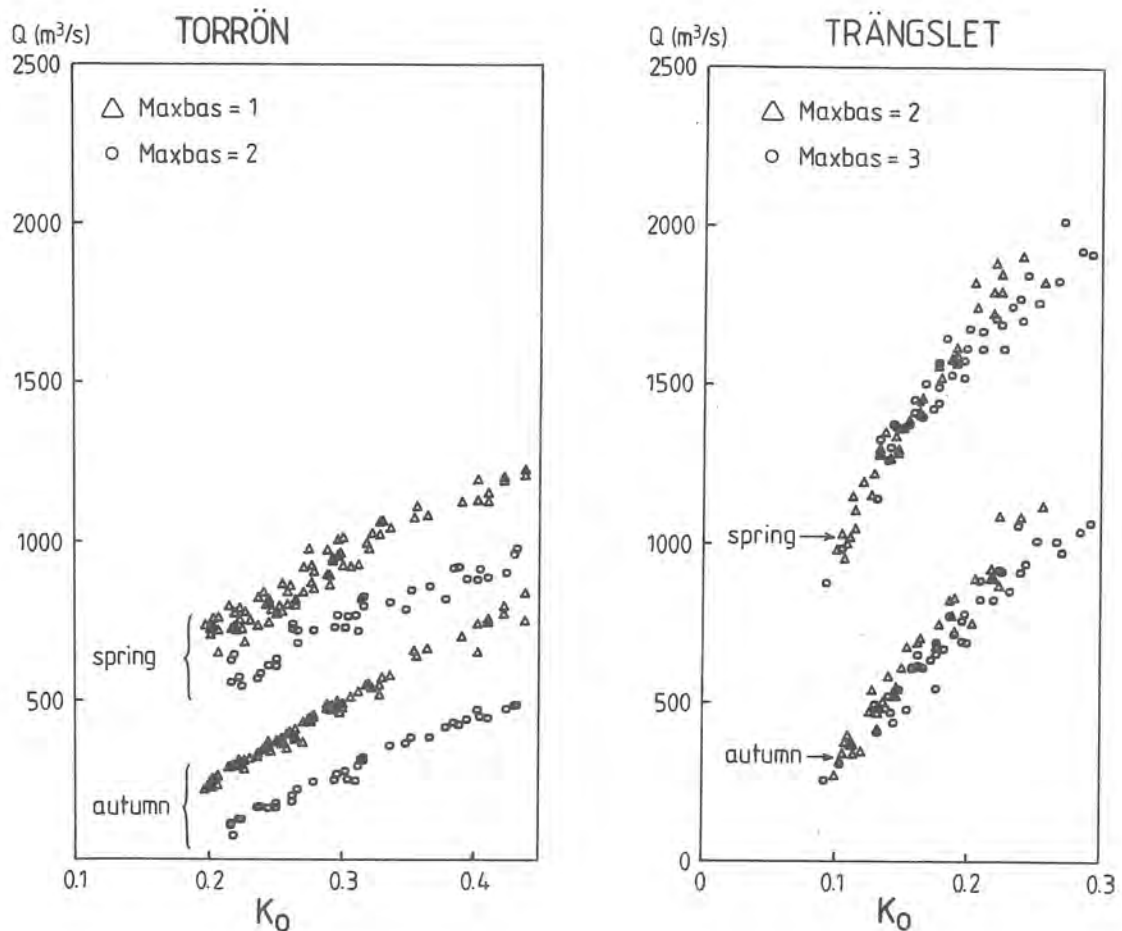 TORRÖN
Q (m³/s)
2500
△ Maxbas = 1
○ Maxbas = 2
2000
1500
1000
spring
500
autumn
0.1 0.2 0.3 0.4
K₀
TRÄNGSLET
Q (m³/s)
2500
△ Maxbas = 2
○ Maxbas = 3
2000
1500
spring
1000
500
autumn
0
0 0.1 0.2 0.3
K₀